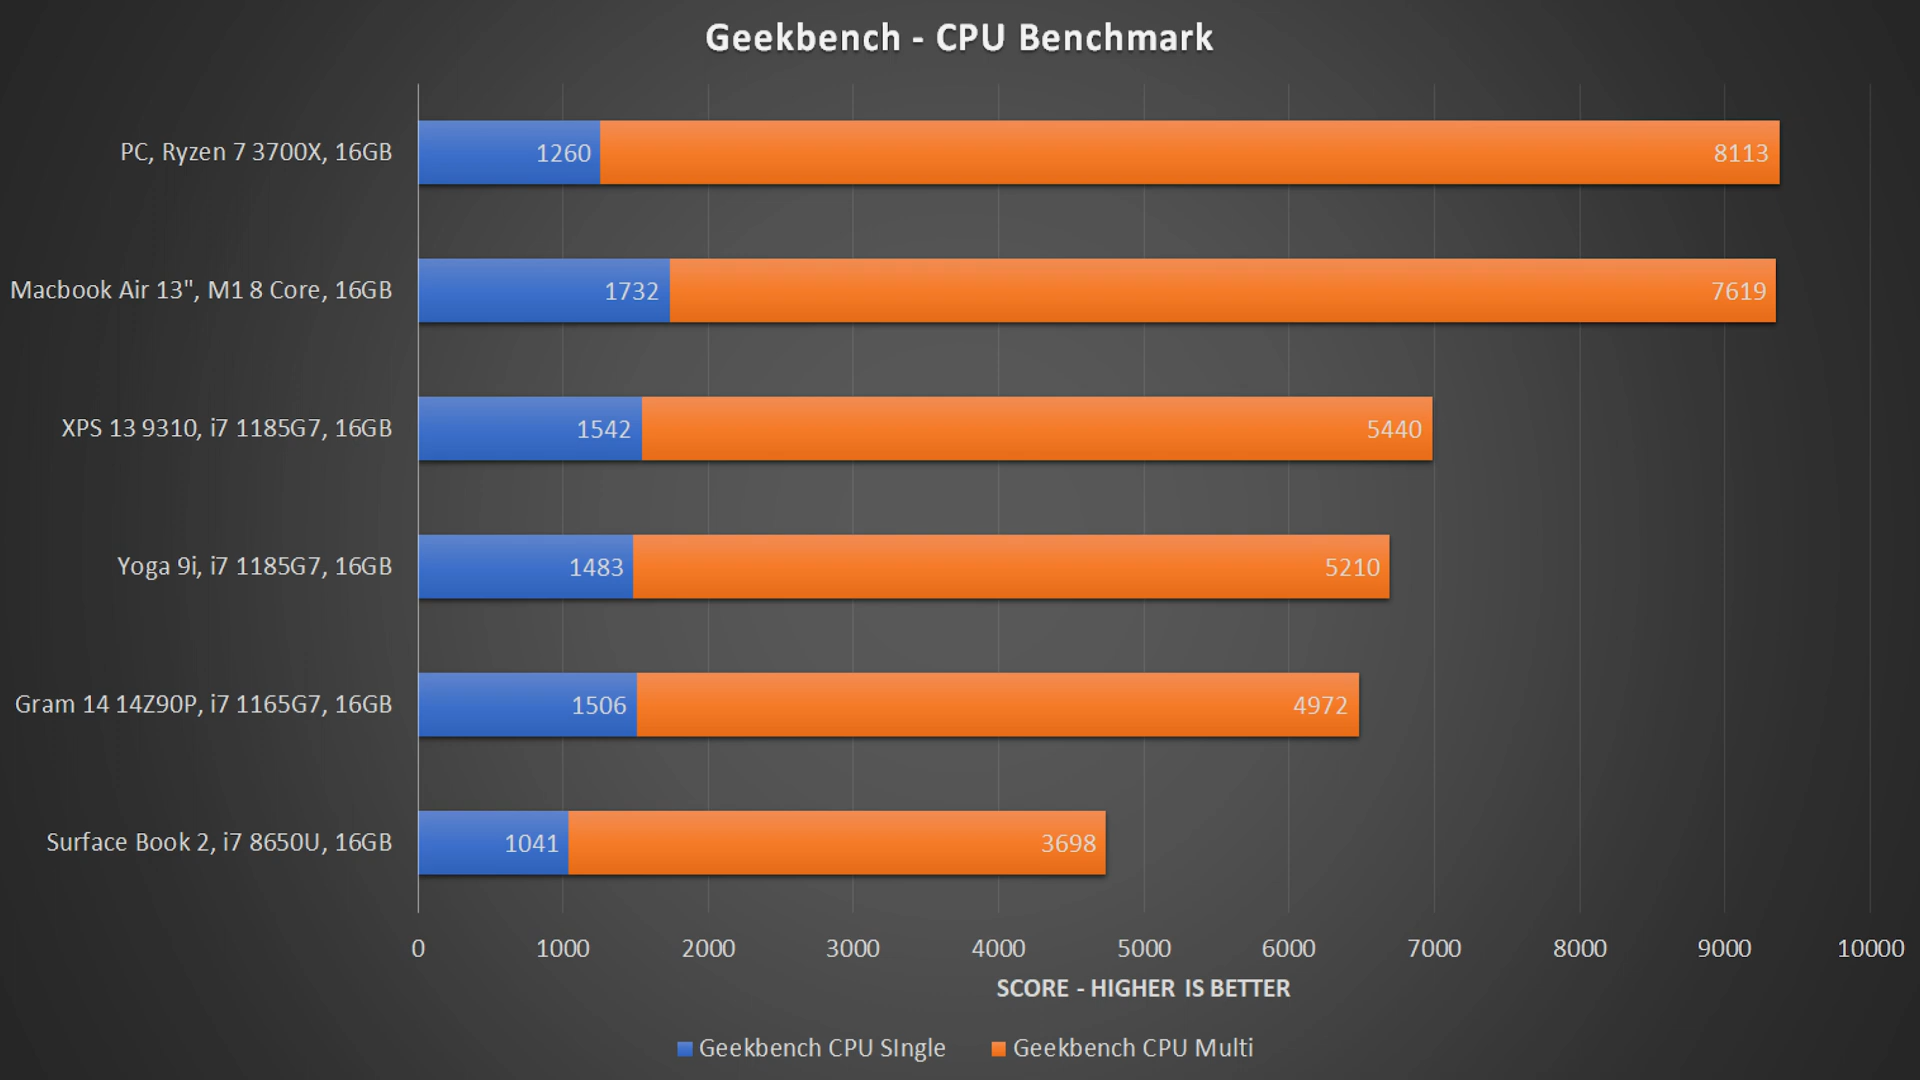 Geekbench - CPU Benchmark
PC, Ryzen 7 3700X, 16GB 1260 8113
Macbook Air 13", M1 8 Core, 16GB 1732 7619
XPS 13 9310, i7 1185G7, 16GB 1542 5440
Yoga 9i, i7 1185G7, 16GB 1483 5210
Gram 14 14Z90P, i7 1165G7, 16GB 1506 4972
Surface Book 2, i7 8650U, 16GB 1041 3698
0 1000 2000 3000 4000 5000 6000 7000 8000 9000 10000
SCORE - HIGHER IS BETTER
Geekbench CPU SIngle Geekbench CPU Multi